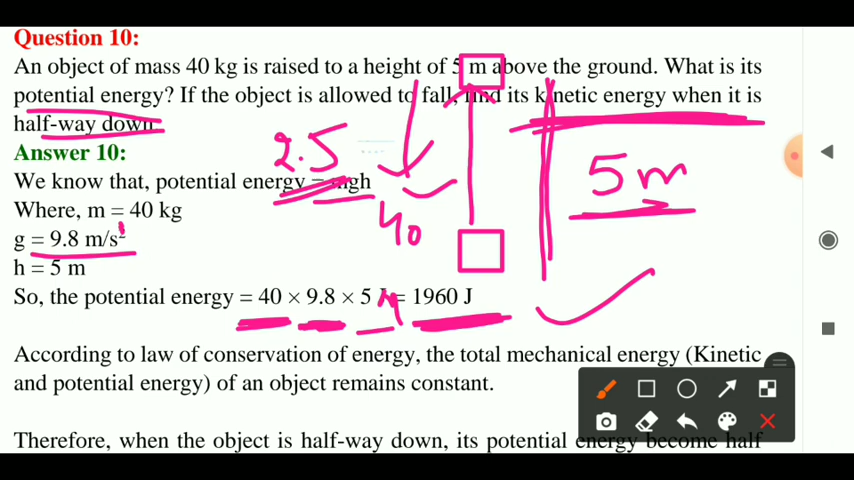 Question 10:
An object of mass 40 kg is raised to a height of 5 m above the ground. What is its
potential energy? If the object is allowed to fall, find its kinetic energy when it is
half-way down.
Answer 10:
2.5
5m
We know that, potential energy = mgh
Where, m = 40 kg
40
g = 9.8 m/s²
h = 5 m
So, the potential energy = 40 × 9.8 × 5 J = 1960 J
According to law of conservation of energy, the total mechanical energy (Kinetic
and potential energy) of an object remains constant.
Therefore, when the object is half-way down, its potential energy become half